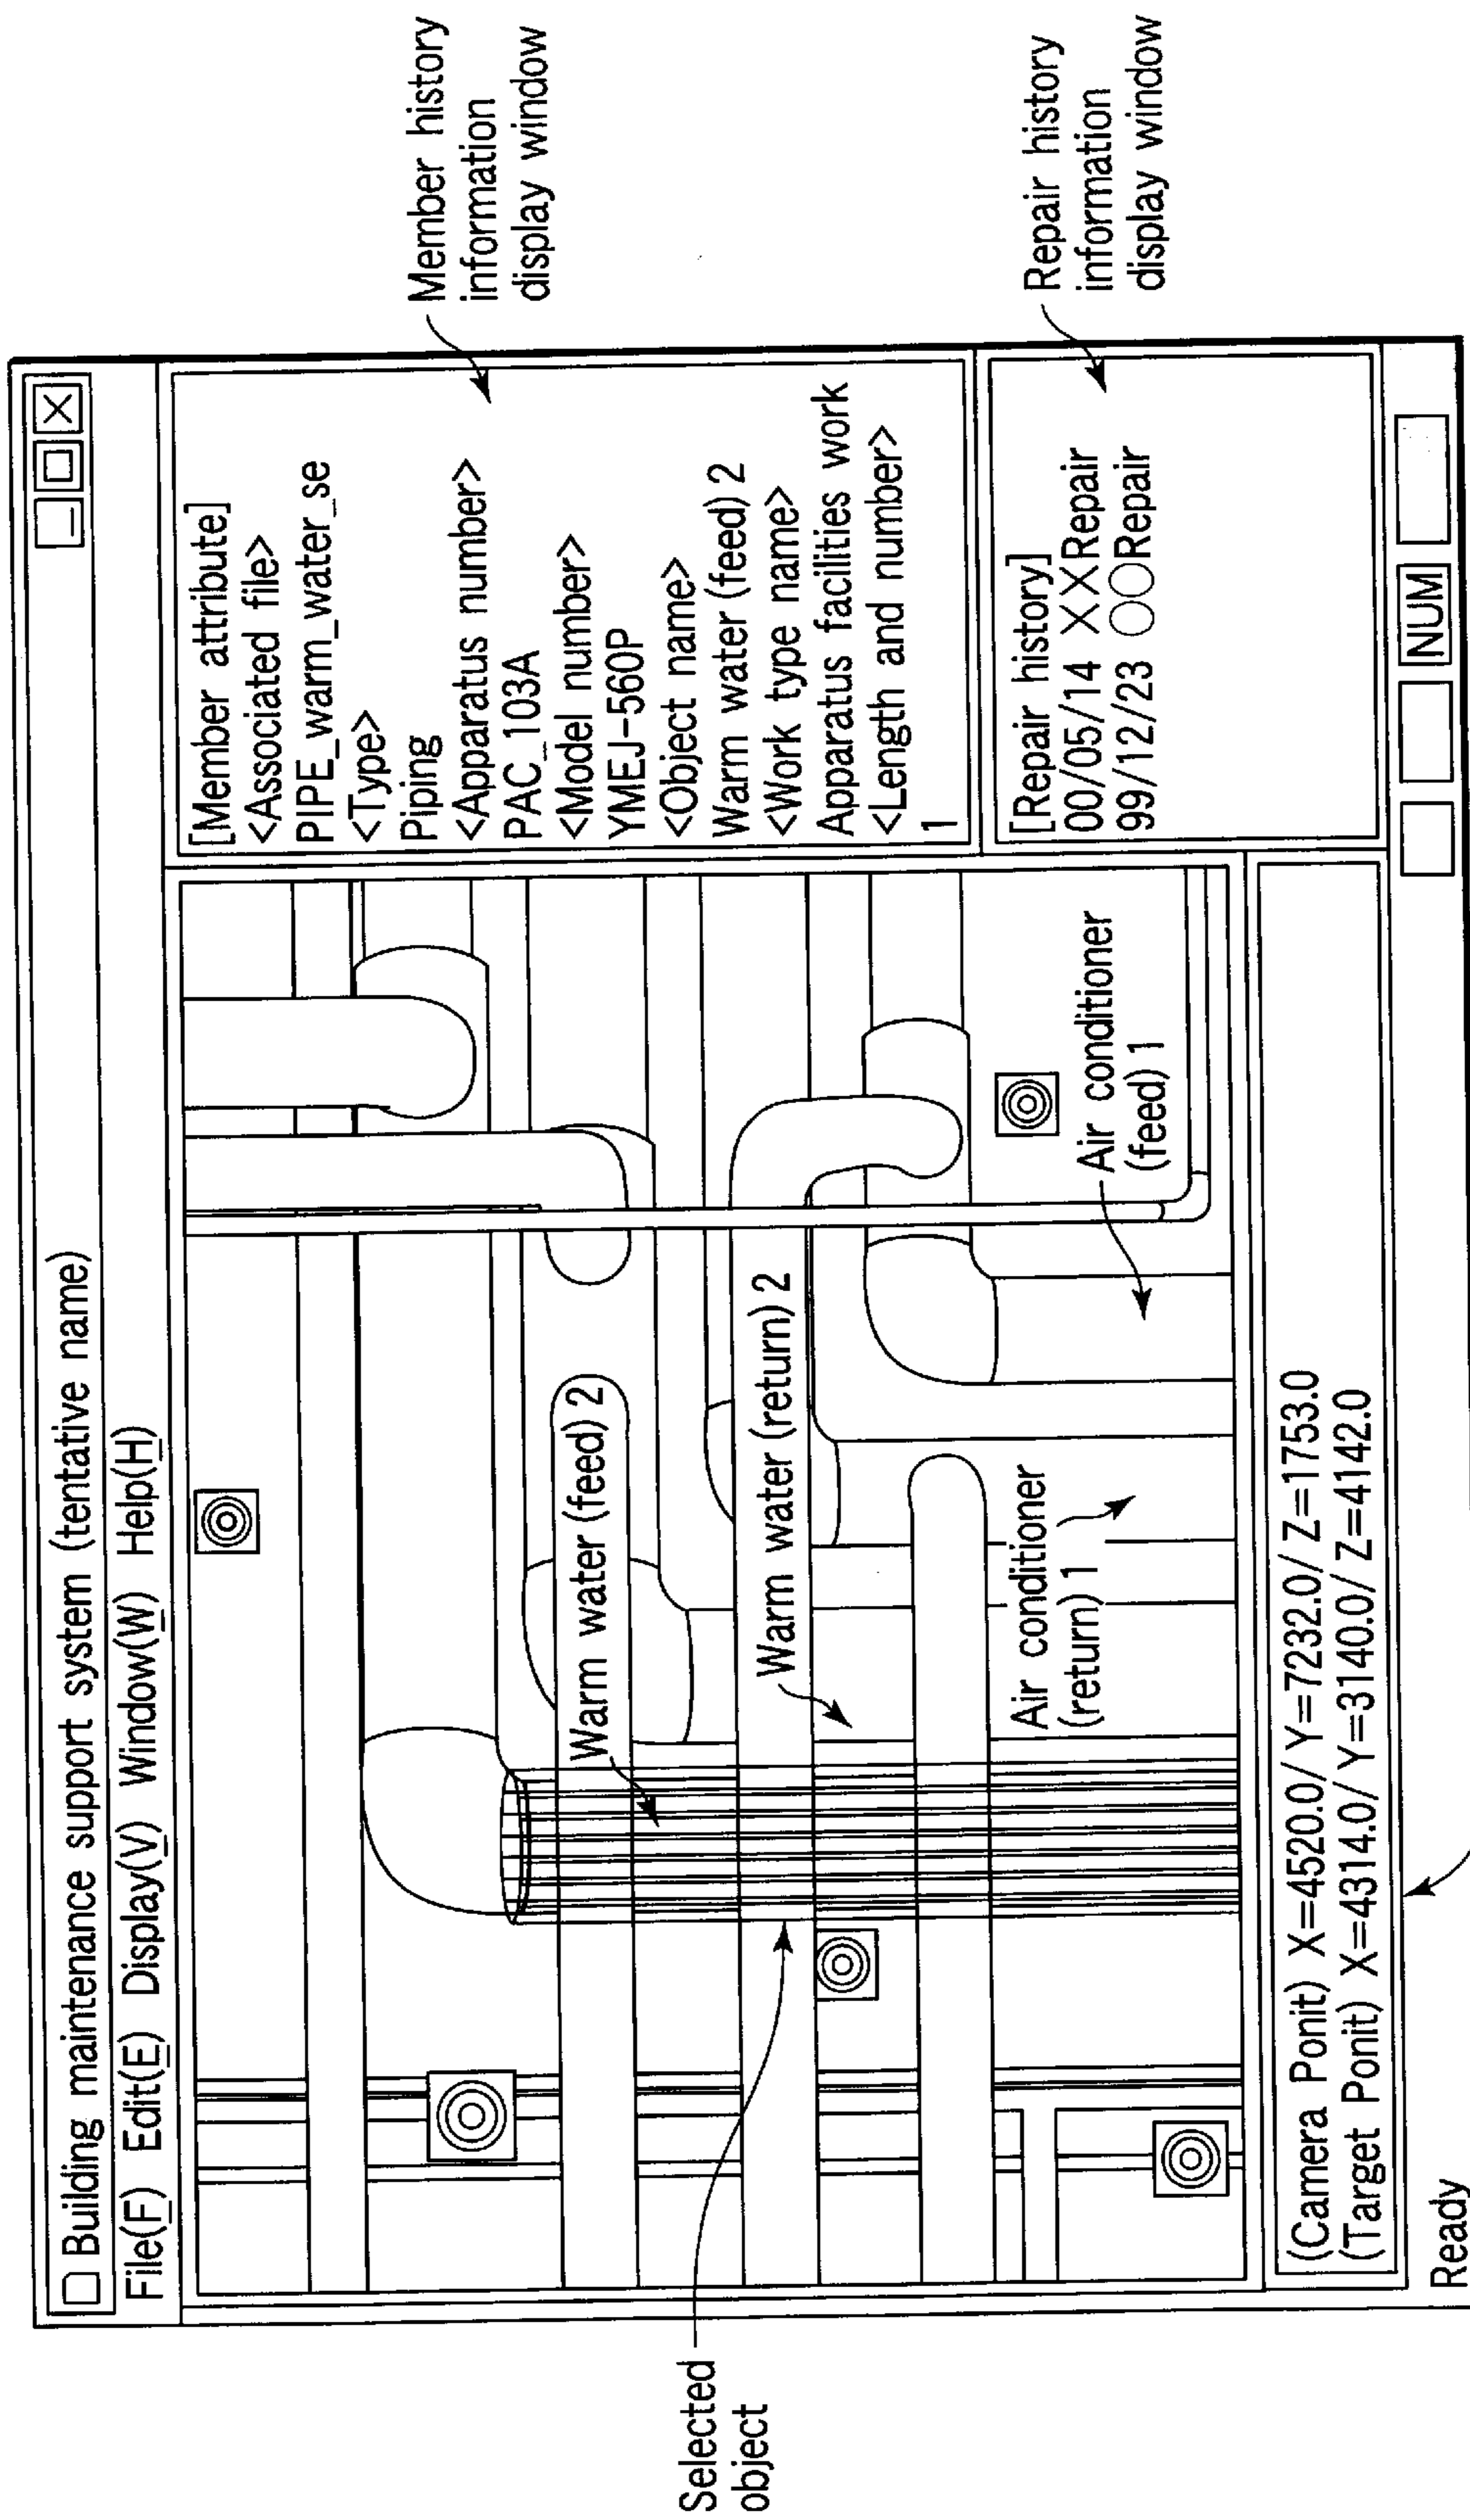 Building maintenance support system (tentative name)
File(F) Edit(E) Display(V) Window(W) Help(H)
[Member attribute]
<Associated file>
PIPE_warm_water_se
<Type>
Piping
<Apparatus number>
PAC_103A
<Model number>
YMEJ-560P
<Object name>
Warm water (feed) 2
<Work type name>
Apparatus facilities work
<Length and number>
1
Member history
information
display window
[Repair history]
00/05/14 XXRepair
99/12/23 ○○Repair
Repair history
information
display window
Warm water (feed) 2
Warm water (return) 2
Air conditioner
(return) 1
Air conditioner
(feed) 1
Selected
object
(Camera Ponit) X=4520.0/Y=7232.0/Z=1753.0
(Target Ponit) X=4314.0/Y=3140.0/Z=4142.0
Ready
NUM